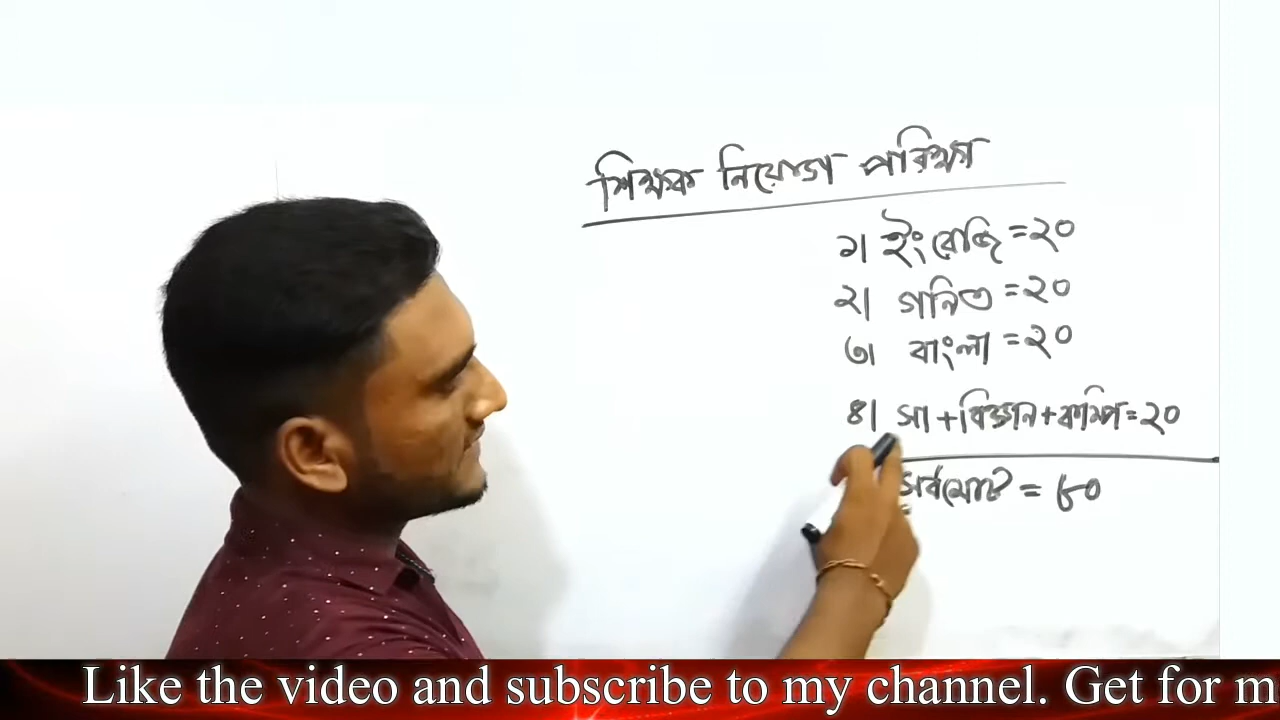 শিক্ষক নিয়োগ পরিক্ষা
১। ইংরেজি = ২০
২। গনিত = ২০
৩। বাংলা = ২০
৪। সা + বিজ্ঞান + কম্পি = ২০
সর্বমোট = ৮০
Like the video and subscribe to my channel. Get for m